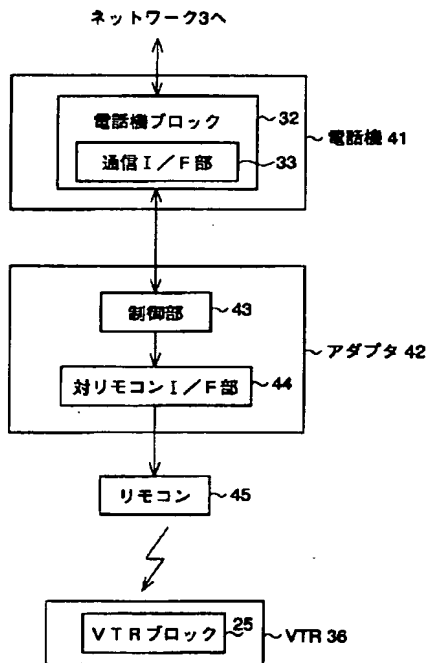 ネットワーク3へ
電話機ブロック
32
通信I/F部
33
電話機 41
制御部
43
アダプタ 42
対リモコンI/F部
44
リモコン
45
VTRブロック
25
VTR 36